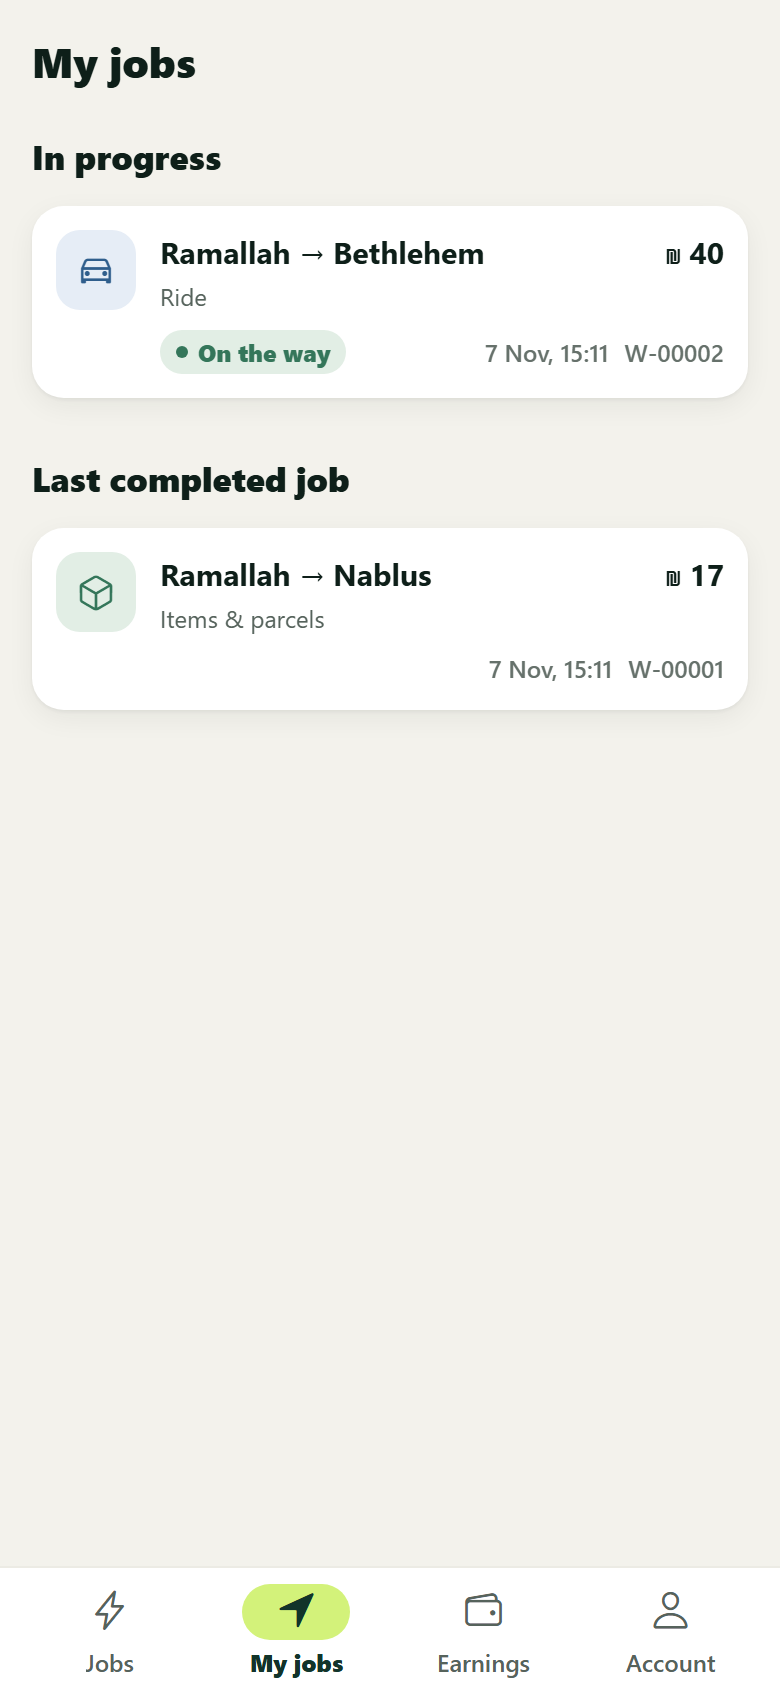 My jobs
In progress
Ramallah → Bethlehem ₪ 40
Ride
On the way 7 Nov, 15:11 W-00002
Last completed job
Ramallah → Nablus ₪ 17
Items & parcels
7 Nov, 15:11 W-00001
Jobs My jobs Earnings Account